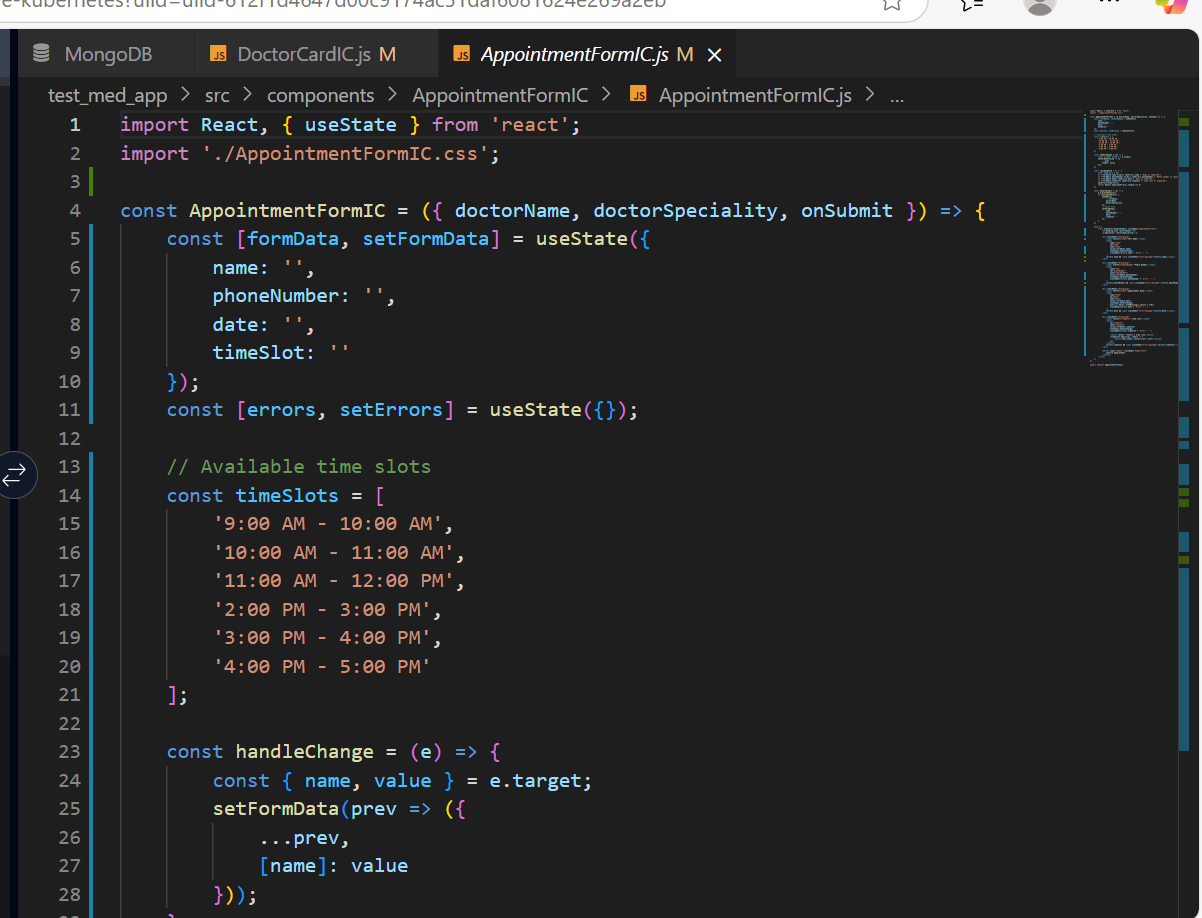 MongoDB
DoctorCardIC.js M
AppointmentFormIC.js M
test_med_app > src > components > AppointmentFormIC > JS AppointmentFormIC.js > ...
1 import React, { useState } from 'react';
2 import './AppointmentFormIC.css';
3
4 const AppointmentFormIC = ({ doctorName, doctorSpeciality, onSubmit }) => {
5 const [formData, setFormData] = useState({
6 name: '',
7 phoneNumber: '',
8 date: '',
9 timeSlot: ''
10 });
11 const [errors, setErrors] = useState({});
12
13 // Available time slots
14 const timeSlots = [
15 '9:00 AM - 10:00 AM',
16 '10:00 AM - 11:00 AM',
17 '11:00 AM - 12:00 PM',
18 '2:00 PM - 3:00 PM',
19 '3:00 PM - 4:00 PM',
20 '4:00 PM - 5:00 PM'
21 ];
22
23 const handleChange = (e) => {
24 const { name, value } = e.target;
25 setFormData(prev => ({
26 ...prev,
27 [name]: value
28 }));